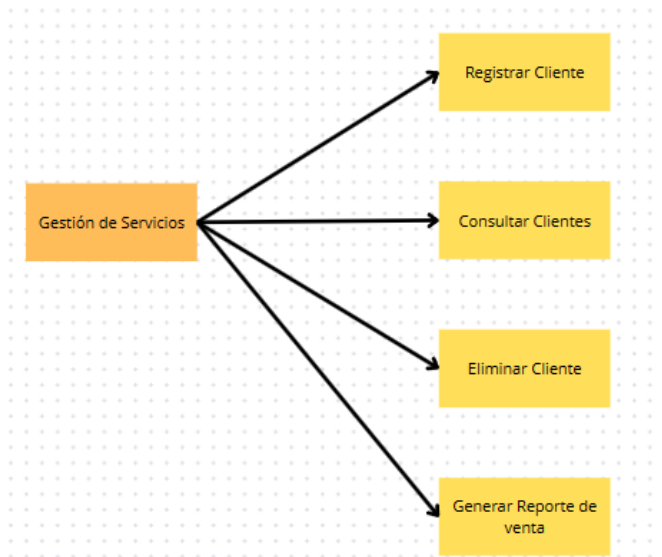 Registrar Cliente
Gestión de Servicios
Consultar Clientes
Eliminar Cliente
Generar Reporte de
venta